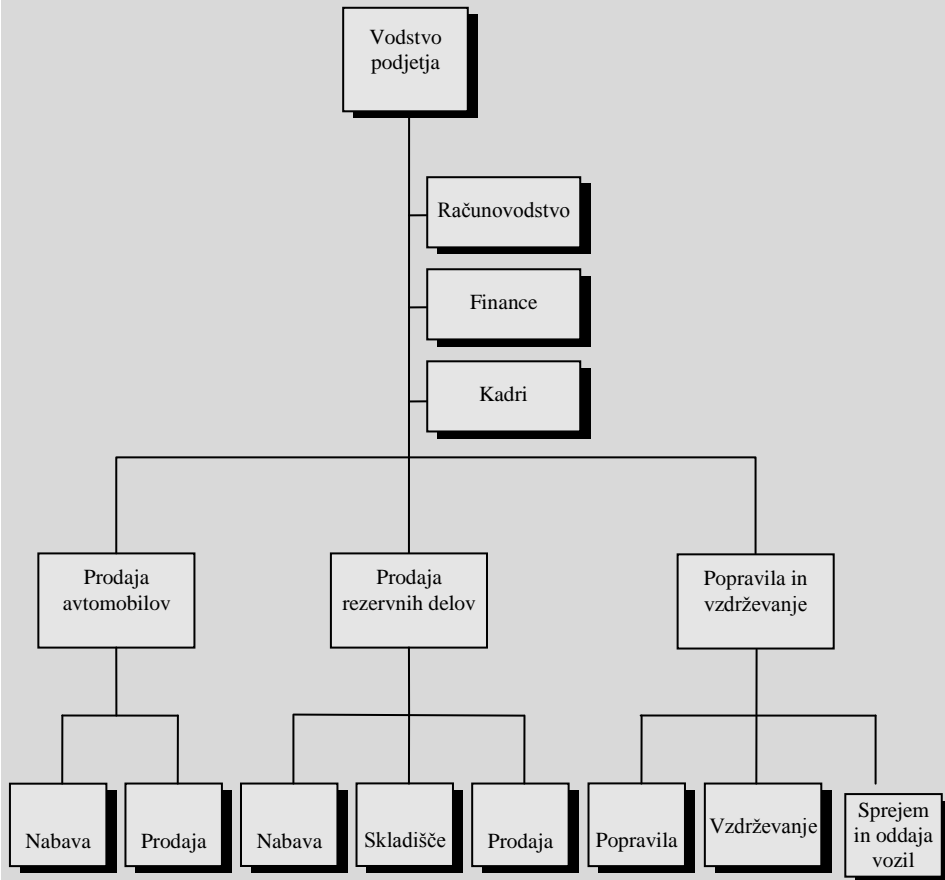 Vodstvo
podjetja
Računovodstvo
Finance
Kadri
Prodaja
avtomobilov
Prodaja
rezervnih delov
Popravila in
vzdrževanje
Nabava
Prodaja
Nabava
Skladišče
Prodaja
Popravila
Vzdrževanje
Sprejem
in oddaja
vozil